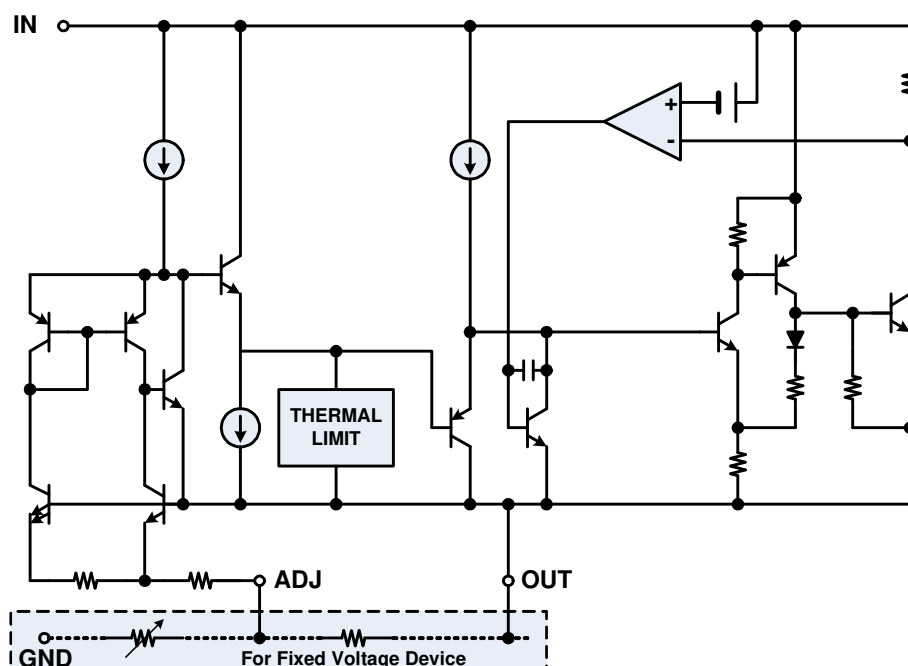 IN
+
-
THERMAL
LIMIT
ADJ
OUT
GND
For Fixed Voltage Device